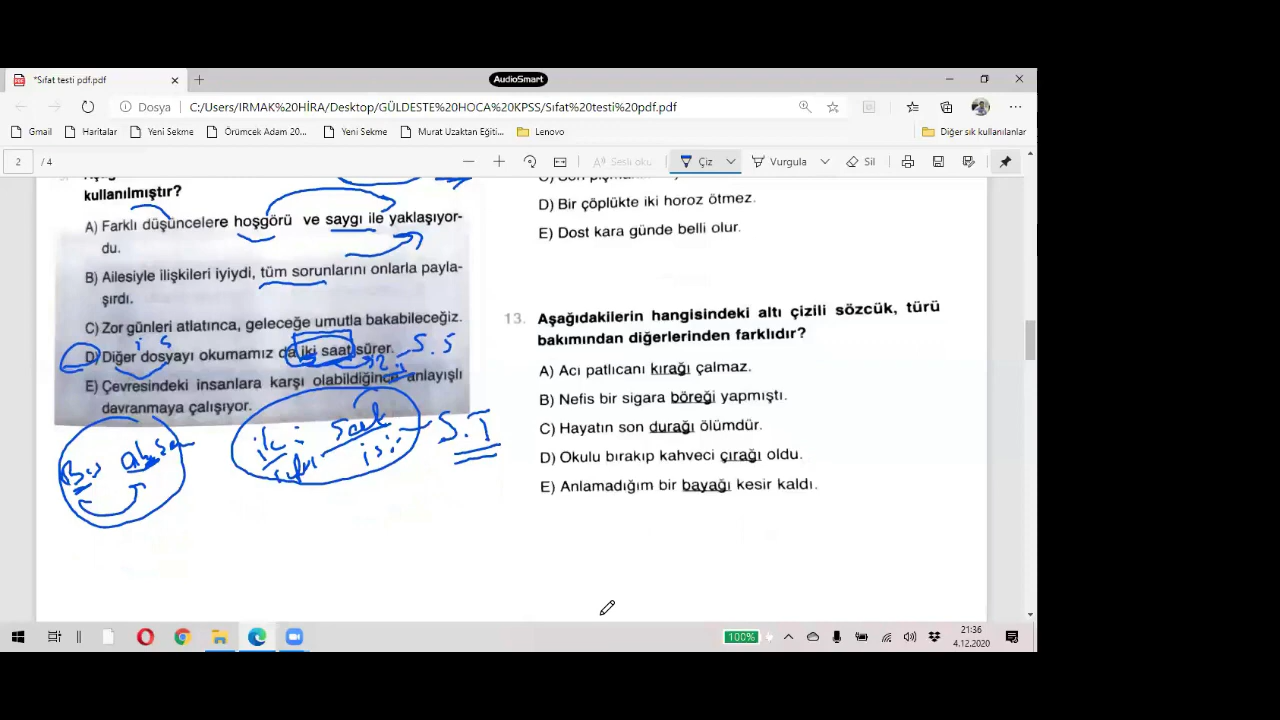 AudioSmart
*Sıfat testi pdf.pdf
Dosya
C:/Users/IRMAK%20HİRA/Desktop/GÜLDESTE%20HOCA%20KPSS/Sıfat%20testi%20pdf.pdf
Gmail
Haritalar
Yeni Sekme
Örümcek Adam 20...
Yeni Sekme
Murat Uzaktan Eğiti...
Lenovo
Diğer sık kullanılanlar
2 / 4
Sesli oku
Çiz
Vurgula
Sil
kullanılmıştır?
A) Farklı düşüncelere hoşgörü ve saygı ile yaklaşıyor-
du.
B) Ailesiyle ilişkileri iyiydi, tüm sorunlarını onlarla payla-
şırdı.
C) Zor günleri atlatınca, geleceğe umutla bakabileceğiz.
D) Diğer dosyayı okumamız da iki saat sürer.
S.S
E) Çevresindeki insanlara karşı olabildiğince anlayışlı
davranmaya çalışıyor.
iki saat
S.T
D) Bir çöplükte iki horoz ötmez.
E) Dost kara günde belli olur.
13. Aşağıdakilerin hangisindeki altı çizili sözcük, türü
bakımından diğerlerinden farklıdır?
A) Acı patlıcanı kırağı çalmaz.
B) Nefis bir sigara böreği yapmıştı.
C) Hayatın son durağı ölümdür.
D) Okulu bırakıp kahveci çırağı oldu.
E) Anlamadığım bir bayağı kesir kaldı.
100%
21:36
4.12.2020